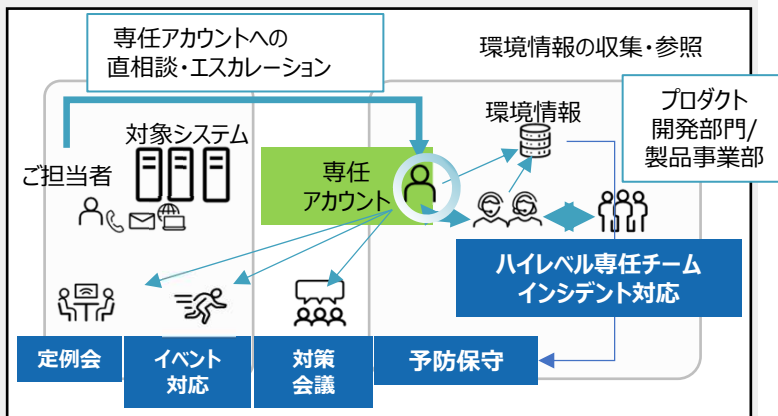 専任アカウントへの
直相談・エスカレーション
環境情報の収集・参照
プロダクト
開発部門/
製品事業部
環境情報
対象システム
ご担当者
専任
アカウント
ハイレベル専任チーム
インシデント対応
定例会
イベント
対応
対策
会議
予防保守